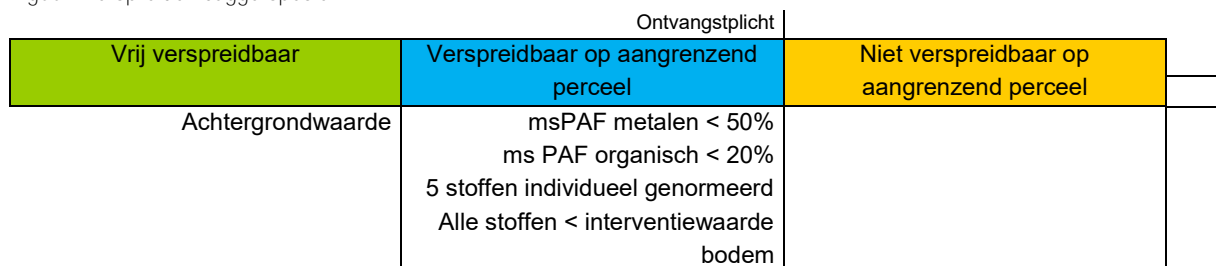 Ontvangstplicht
Vrij verspreidbaar
Verspreidbaar op aangrenzend
perceel
Niet verspreidbaar op
aangrenzend perceel
Achtergrondwaarde
msPAF metalen < 50%
ms PAF organisch < 20%
5 stoffen individueel genormeerd
Alle stoffen < interventiewaarde
bodem